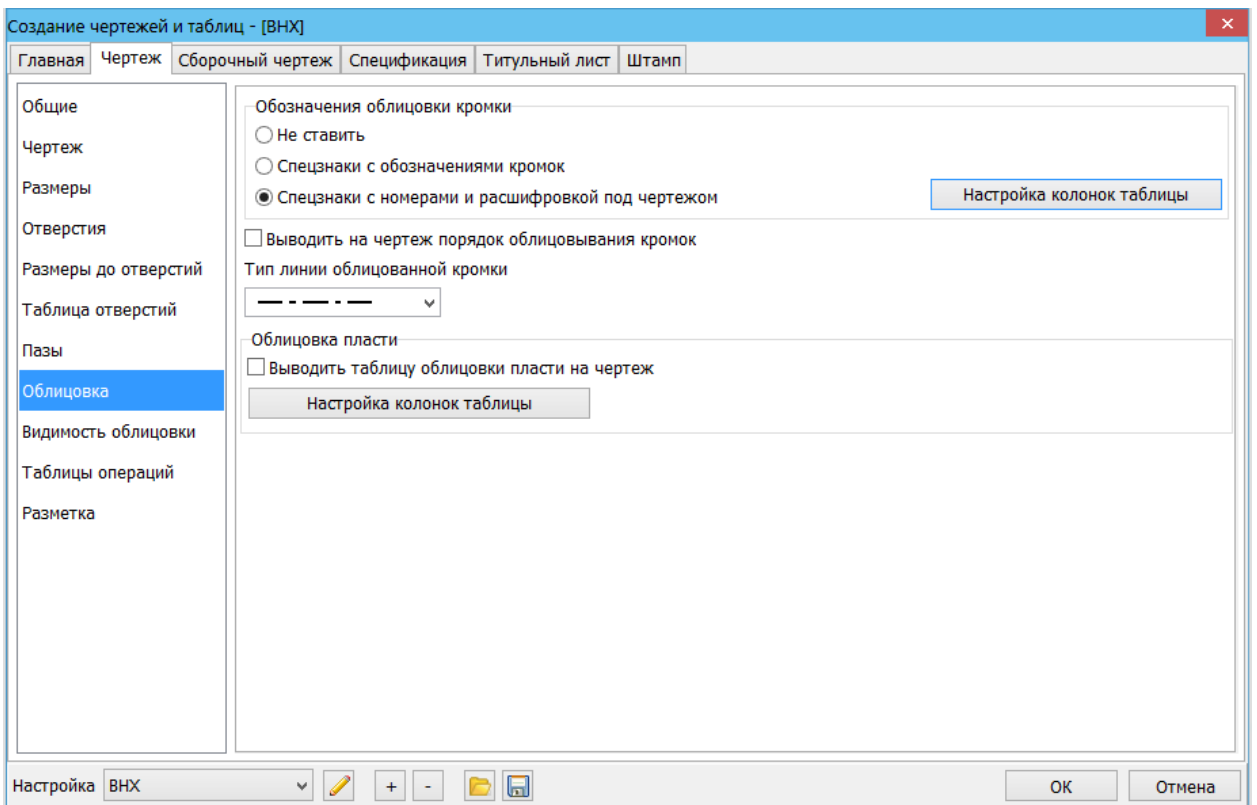 Создание чертежей и таблиц - [BHX]
Главная Чертеж Сборочный чертеж Спецификация Титульный лист Штамп
Общие
Чертеж
Размеры
Отверстия
Размеры до отверстий
Таблица отверстий
Пазы
Облицовка
Видимость облицовки
Таблицы операций
Разметка
Обозначения облицовки кромки
Не ставить
Спецзнаки с обозначениями кромок
Спецзнаки с номерами и расшифровкой под чертежом
Настройка колонок таблицы
Выводить на чертеж порядок облицовывания кромок
Тип линии облицованной кромки
Облицовка пласти
Выводить таблицу облицовки пласти на чертеж
Настройка колонок таблицы
Настройка BHX + - ОК Отмена